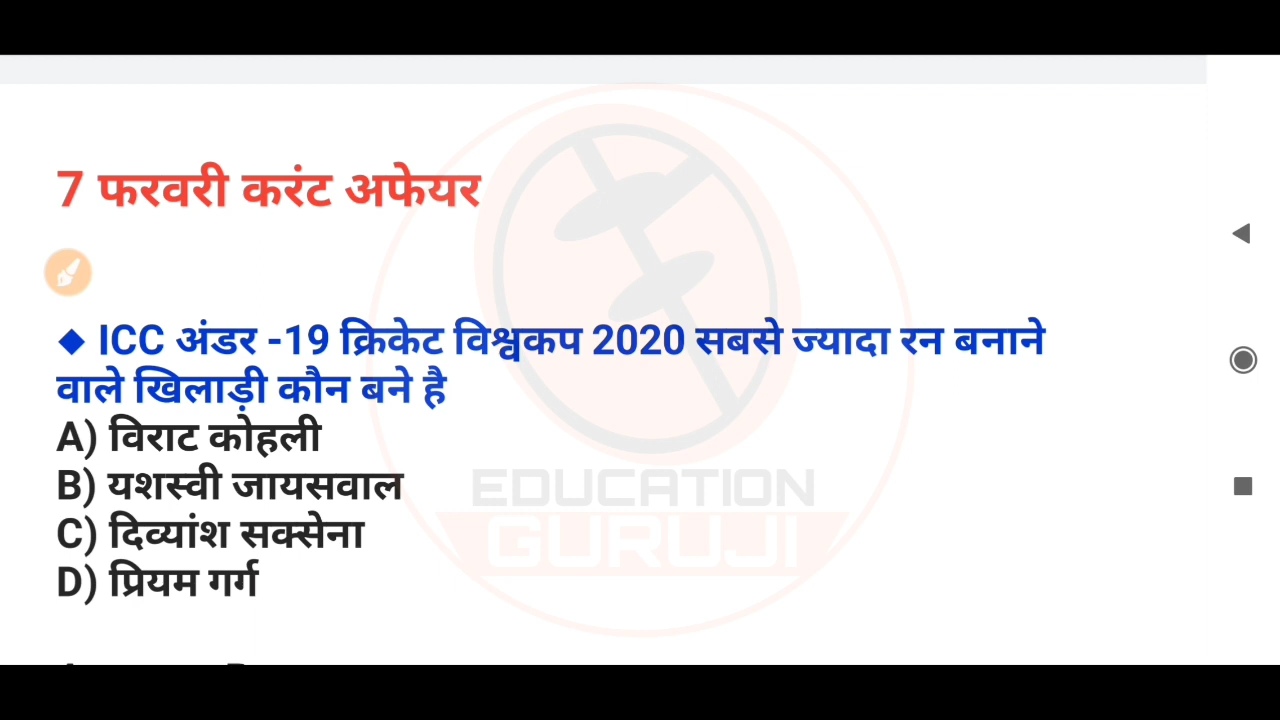 7 फरवरी करंट अफेयर
◆ ICC अंडर -19 क्रिकेट विश्वकप 2020 सबसे ज्यादा रन बनाने
वाले खिलाड़ी कौन बने है
A) विराट कोहली
B) यशस्वी जायसवाल
C) दिव्यांश सक्सेना
D) प्रियम गर्ग
EDUCATION
GURUJI